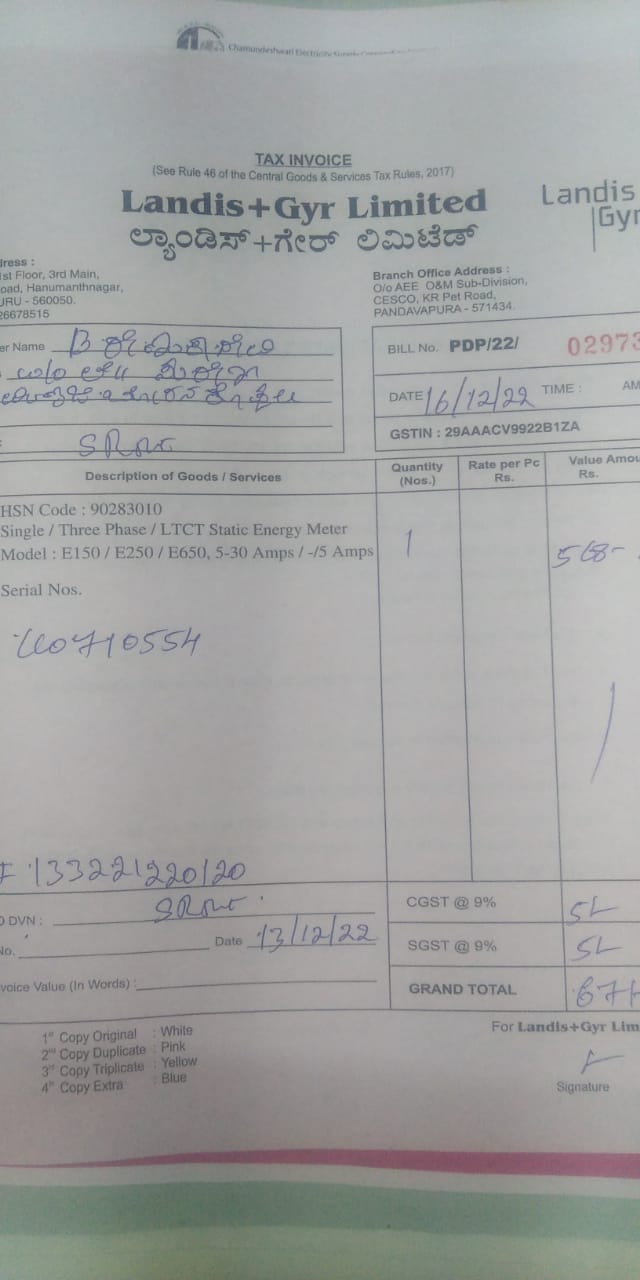 Chamundeshwari Electricity
TAX INVOICE
(See Rule 46 of the Central Goods & Services Tax Rules, 2017)
Landis+Gyr Limited
ಲ್ಯಾಂಡಿಸ್+ಗೇರ್ ಲಿಮಿಟೆಡ್
Landis
Gyr
ress :
1st Floor, 3rd Main,
oad, Hanumanthnagar,
URU - 560050.
26678515
Branch Office Address :
O/o AEE O&M Sub-Division,
CESCO, KR Pet Road,
PANDAVAPURA - 571434.
er Name
BILL No. PDP/22/ 02973
DATE 16/12/22 TIME : AM
GSTIN : 29AAACV9922B1ZA
Description of Goods / Services Quantity (Nos.) Rate per Pc Rs. Value Amou Rs.
HSN Code : 90283010
Single / Three Phase / LTCT Static Energy Meter
Model : E150 / E250 / E650, 5-30 Amps / -/5 Amps 1 568-
Serial Nos.
133221220120
DVN :
CGST @ 9%
No. Date 13/12/22
SGST @ 9%
voice Value (In Words) :
GRAND TOTAL
1st Copy Original : White
2nd Copy Duplicate : Pink
3rd Copy Triplicate : Yellow
4th Copy Extra : Blue
For Landis+Gyr Lim
Signature